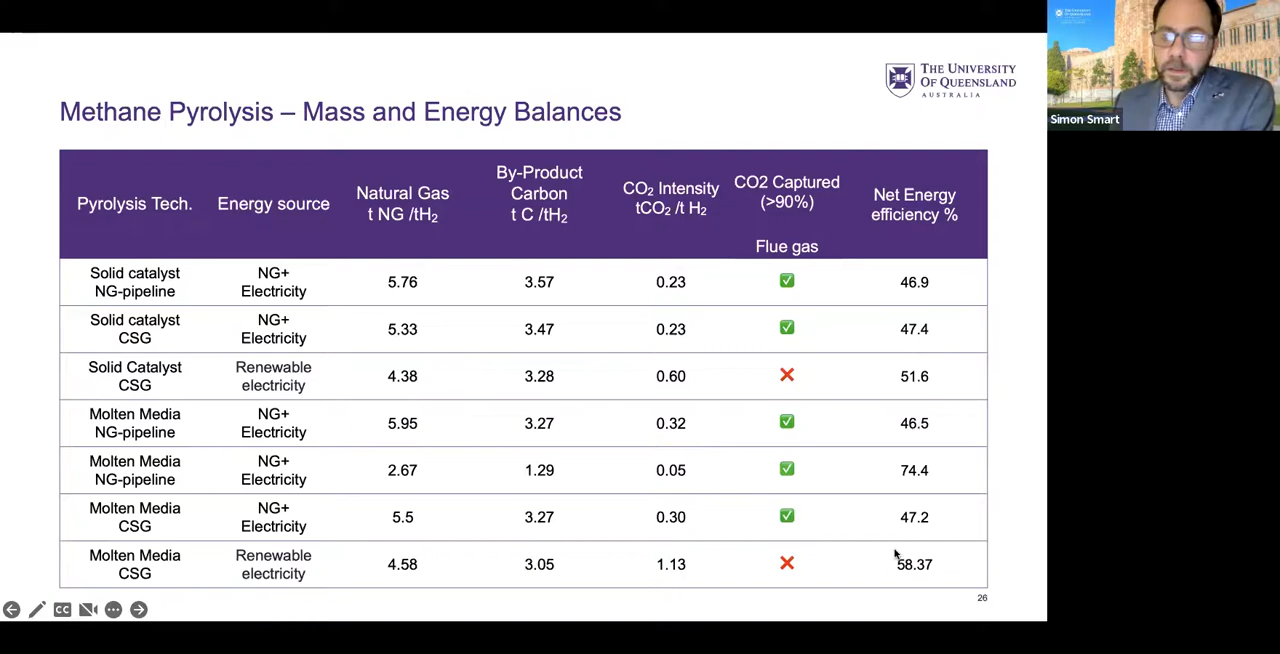 THE UNIVERSITY
OF QUEENSLAND
AUSTRALIA
Simon Smart
Methane Pyrolysis – Mass and Energy Balances
Pyrolysis Tech.
Energy source
Natural Gas
t NG /tH₂
By-Product
Carbon
t C /tH₂
CO₂ Intensity
tCO₂ /t H₂
CO2 Captured
(>90%)
Flue gas
Net Energy
efficiency %
Solid catalyst
NG-pipeline
NG+
Electricity
5.76
3.57
0.23
✅
46.9
Solid catalyst
CSG
NG+
Electricity
5.33
3.47
0.23
✅
47.4
Solid Catalyst
CSG
Renewable
electricity
4.38
3.28
0.60
❌
51.6
Molten Media
NG-pipeline
NG+
Electricity
5.95
3.27
0.32
✅
46.5
Molten Media
NG-pipeline
NG+
Electricity
2.67
1.29
0.05
✅
74.4
Molten Media
CSG
NG+
Electricity
5.5
3.27
0.30
✅
47.2
Molten Media
CSG
Renewable
electricity
4.58
3.05
1.13
❌
58.37
26
CC